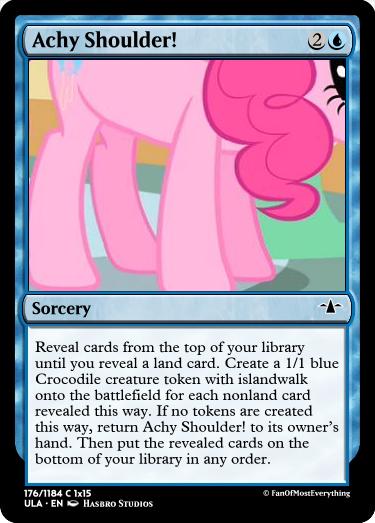 Achy Shoulder! 2
Sorcery
Reveal cards from the top of your library
until you reveal a land card. Create a 1/1 blue
Crocodile creature token with islandwalk
onto the battlefield for each nonland card
revealed this way. If no tokens are created
this way, return Achy Shoulder! to its owner's
hand. Then put the revealed cards on the
bottom of your library in any order.
176/1184 C 1x15
ULA · EN Hasbro Studios © FanOfMostEverything